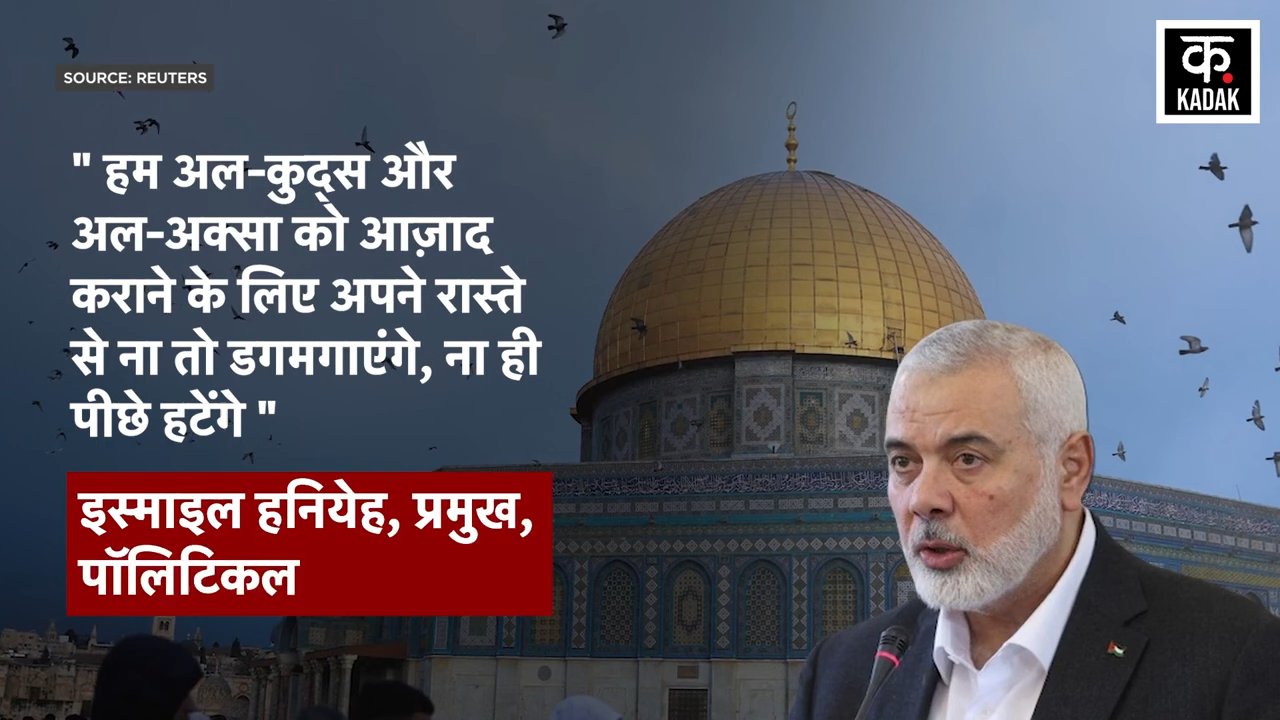 SOURCE: REUTERS
क.
KADAK
" हम अल-कुद्स और
अल-अक्सा को आज़ाद
कराने के लिए अपने रास्ते
से ना तो डगमगाएंगे, ना ही
पीछे हटेंगे "
इस्माइल हनियेह, प्रमुख,
पॉलिटिकल